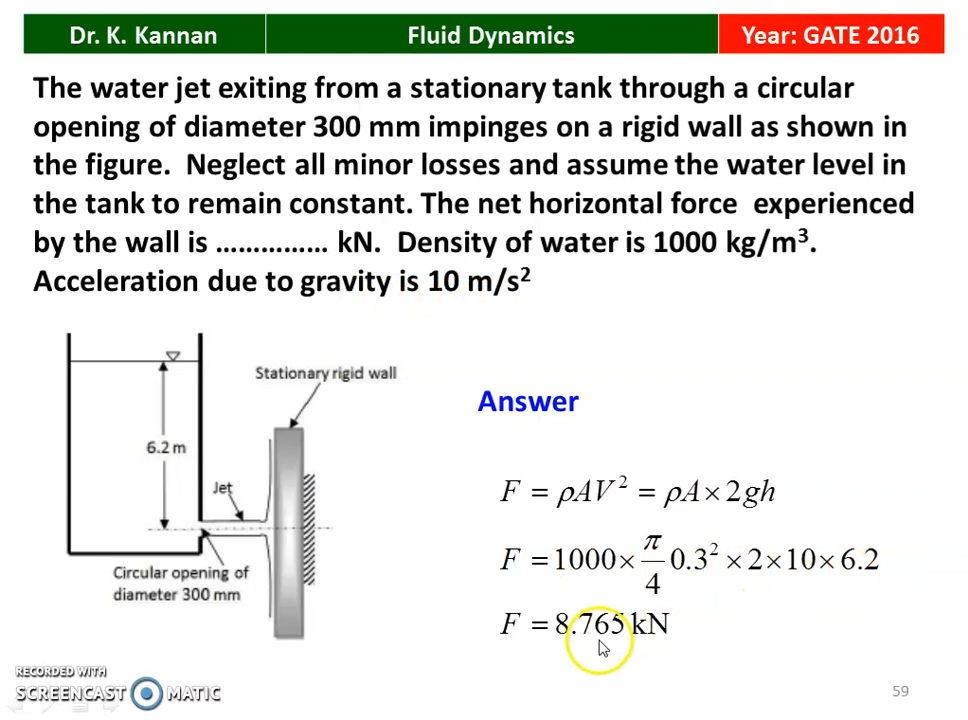 Dr. K. Kannan
Fluid Dynamics
Year: GATE 2016
The water jet exiting from a stationary tank through a circular
opening of diameter 300 mm impinges on a rigid wall as shown in
the figure. Neglect all minor losses and assume the water level in
the tank to remain constant. The net horizontal force experienced
by the wall is …………… kN. Density of water is 1000 kg/m³.
Acceleration due to gravity is 10 m/s²
Stationary rigid wall
6.2 m
Jet
Circular opening of
diameter 300 mm
Answer
F = ρAV² = ρA × 2gh
F = 1000 × π/4 0.3² × 2 × 10 × 6.2
F = 8.765 kN
RECORDED WITH
SCREENCAST MATIC
59